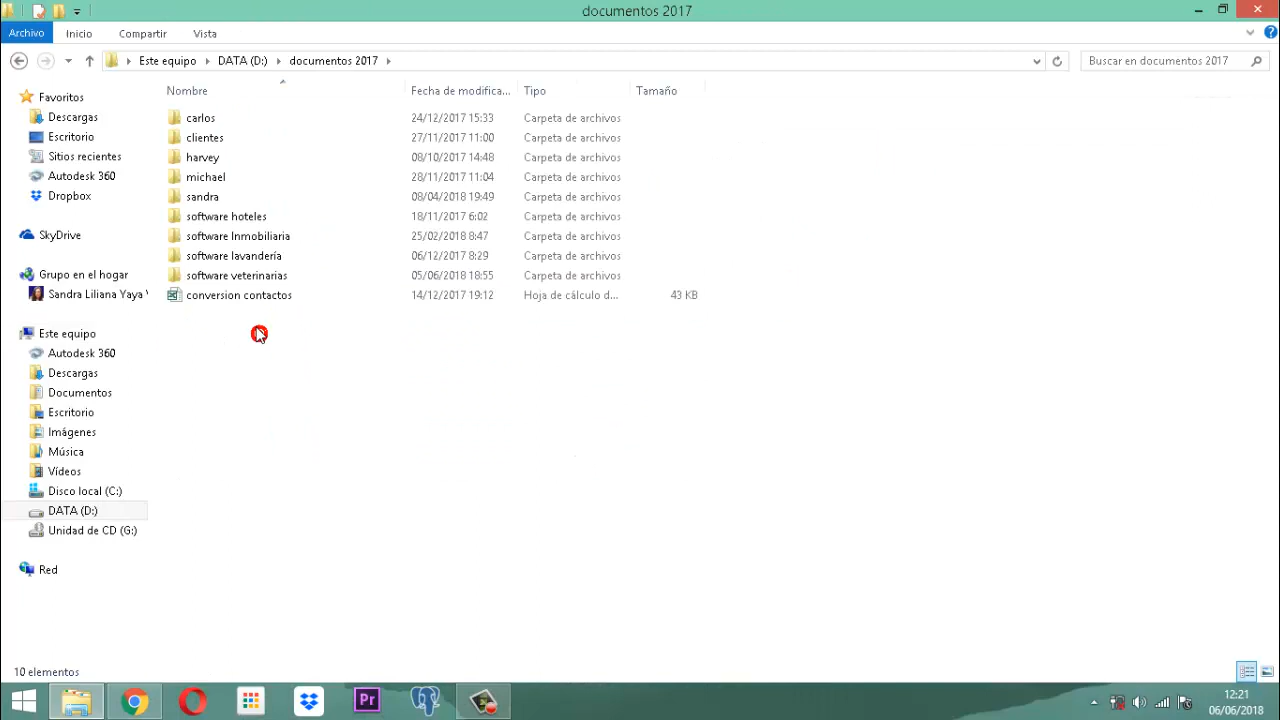 documentos 2017
Archivo Inicio Compartir Vista
Este equipo DATA (D:) documentos 2017 Buscar en documentos 2017
Nombre Fecha de modifica... Tipo Tamaño
carlos 24/12/2017 15:33 Carpeta de archivos
clientes 27/11/2017 11:00 Carpeta de archivos
harvey 08/10/2017 14:48 Carpeta de archivos
michael 28/11/2017 11:04 Carpeta de archivos
sandra 08/04/2018 19:49 Carpeta de archivos
software hoteles 18/11/2017 6:02 Carpeta de archivos
software Inmobiliaria 25/02/2018 8:47 Carpeta de archivos
software lavandería 06/12/2017 8:29 Carpeta de archivos
software veterinarias 05/06/2018 18:55 Carpeta de archivos
conversion contactos 14/12/2017 19:12 Hoja de cálculo d... 43 KB
Favoritos
Descargas
Escritorio
Sitios recientes
Autodesk 360
Dropbox
SkyDrive
Grupo en el hogar
Sandra Liliana Yaya
Este equipo
Autodesk 360
Descargas
Documentos
Escritorio
Imágenes
Música
Vídeos
Disco local (C:)
DATA (D:)
Unidad de CD (G:)
Red
10 elementos
Pr
12:21
06/06/2018